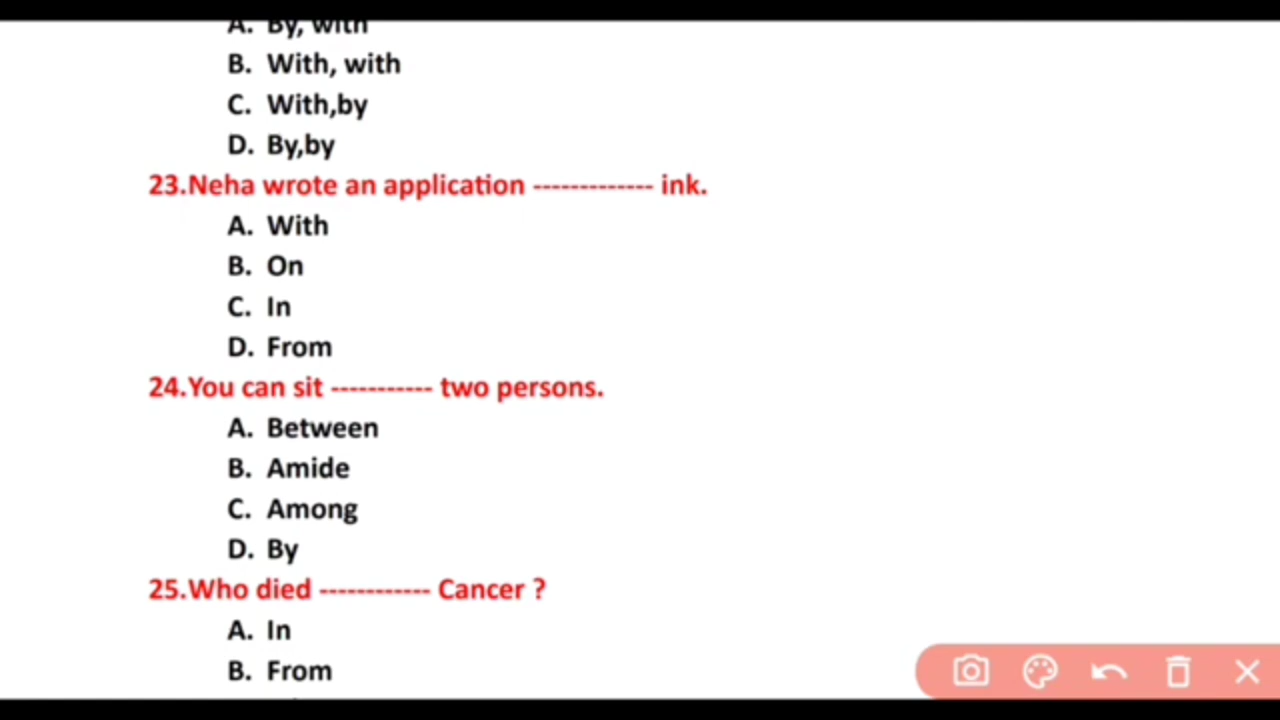 A. By, with
B. With, with
C. With,by
D. By,by
23.Neha wrote an application ------------- ink.
A. With
B. On
C. In
D. From
24.You can sit ----------- two persons.
A. Between
B. Amide
C. Among
D. By
25.Who died ------------ Cancer ?
A. In
B. From